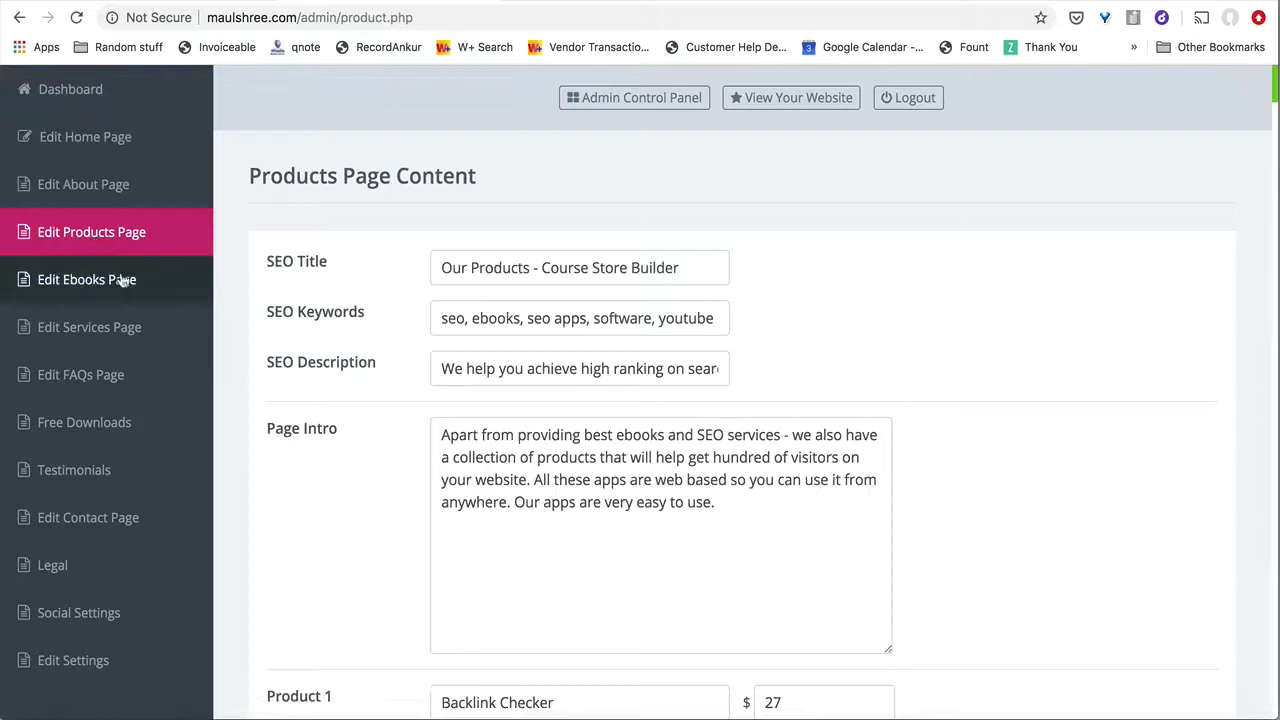 Not Secure | maulshree.com/admin/product.php
Apps Random stuff Invoiceable qnote RecordAnkur W+ Search Vendor Transactio... Customer Help De... Google Calendar -... Fount Thank You » Other Bookmarks
Dashboard
Edit Home Page
Edit About Page
Edit Products Page
Edit Ebooks Page
Edit Services Page
Edit FAQs Page
Free Downloads
Testimonials
Edit Contact Page
Legal
Social Settings
Edit Settings
Admin Control Panel View Your Website Logout
Products Page Content
SEO Title Our Products - Course Store Builder
SEO Keywords seo, ebooks, seo apps, software, youtube
SEO Description We help you achieve high ranking on sear
Page Intro
Apart from providing best ebooks and SEO services - we also have
a collection of products that will help get hundred of visitors on
your website. All these apps are web based so you can use it from
anywhere. Our apps are very easy to use.
Product 1 Backlink Checker $ 27